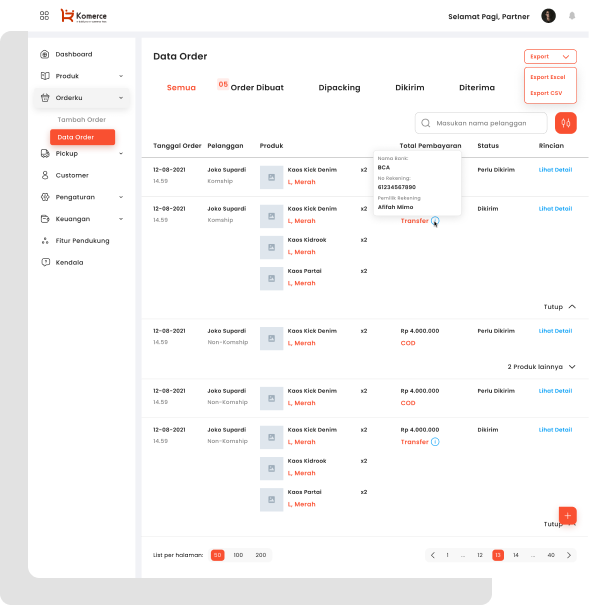 Komerce
Selamat Pagi, Partner
Dashboard
Produk
Orderku
Tambah Order
Data Order
Pickup
Customer
Pengaturan
Keuangan
Fitur Pendukung
Kendala
Data Order
Export
Export Excel
Export CSV
Semua
05 Order Dibuat
Dipacking
Dikirim
Diterima
Masukan nama pelanggan
Tanggal Order Pelanggan Produk Total Pembayaran Status Rincian
12-08-2021 Joko Supardi Kaos Kick Denim x2 Perlu Dikirim Lihat Detail
14.59 Komship L, Merah
Nama Bank:
BCA
No Rekening:
61234567890
Pemilik Rekening
Afifah Mimo
12-08-2021 Joko Supardi Kaos Kick Denim x2 Dikirim Lihat Detail
14.59 Komship L, Merah Transfer
Kaos Kidrock x2
L, Merah
Kaos Partai x2
L, Merah
Tutup
12-08-2021 Joko Supardi Kaos Kick Denim x2 Rp 4.000.000 Perlu Dikirim Lihat Detail
14.59 Non-Komship L, Merah COD
2 Produk lainnya
12-08-2021 Joko Supardi Kaos Kick Denim x2 Rp 4.000.000 Perlu Dikirim Lihat Detail
14.59 Non-Komship L, Merah COD
12-08-2021 Joko Supardi Kaos Kick Denim x2 Rp 4.000.000 Dikirim Lihat Detail
14.59 Non-Komship L, Merah Transfer
Kaos Kidrock x2
L, Merah
Kaos Partai x2
L, Merah
Tutup
List per halaman: 50 100 200
1 ... 12 13 14 ... 40